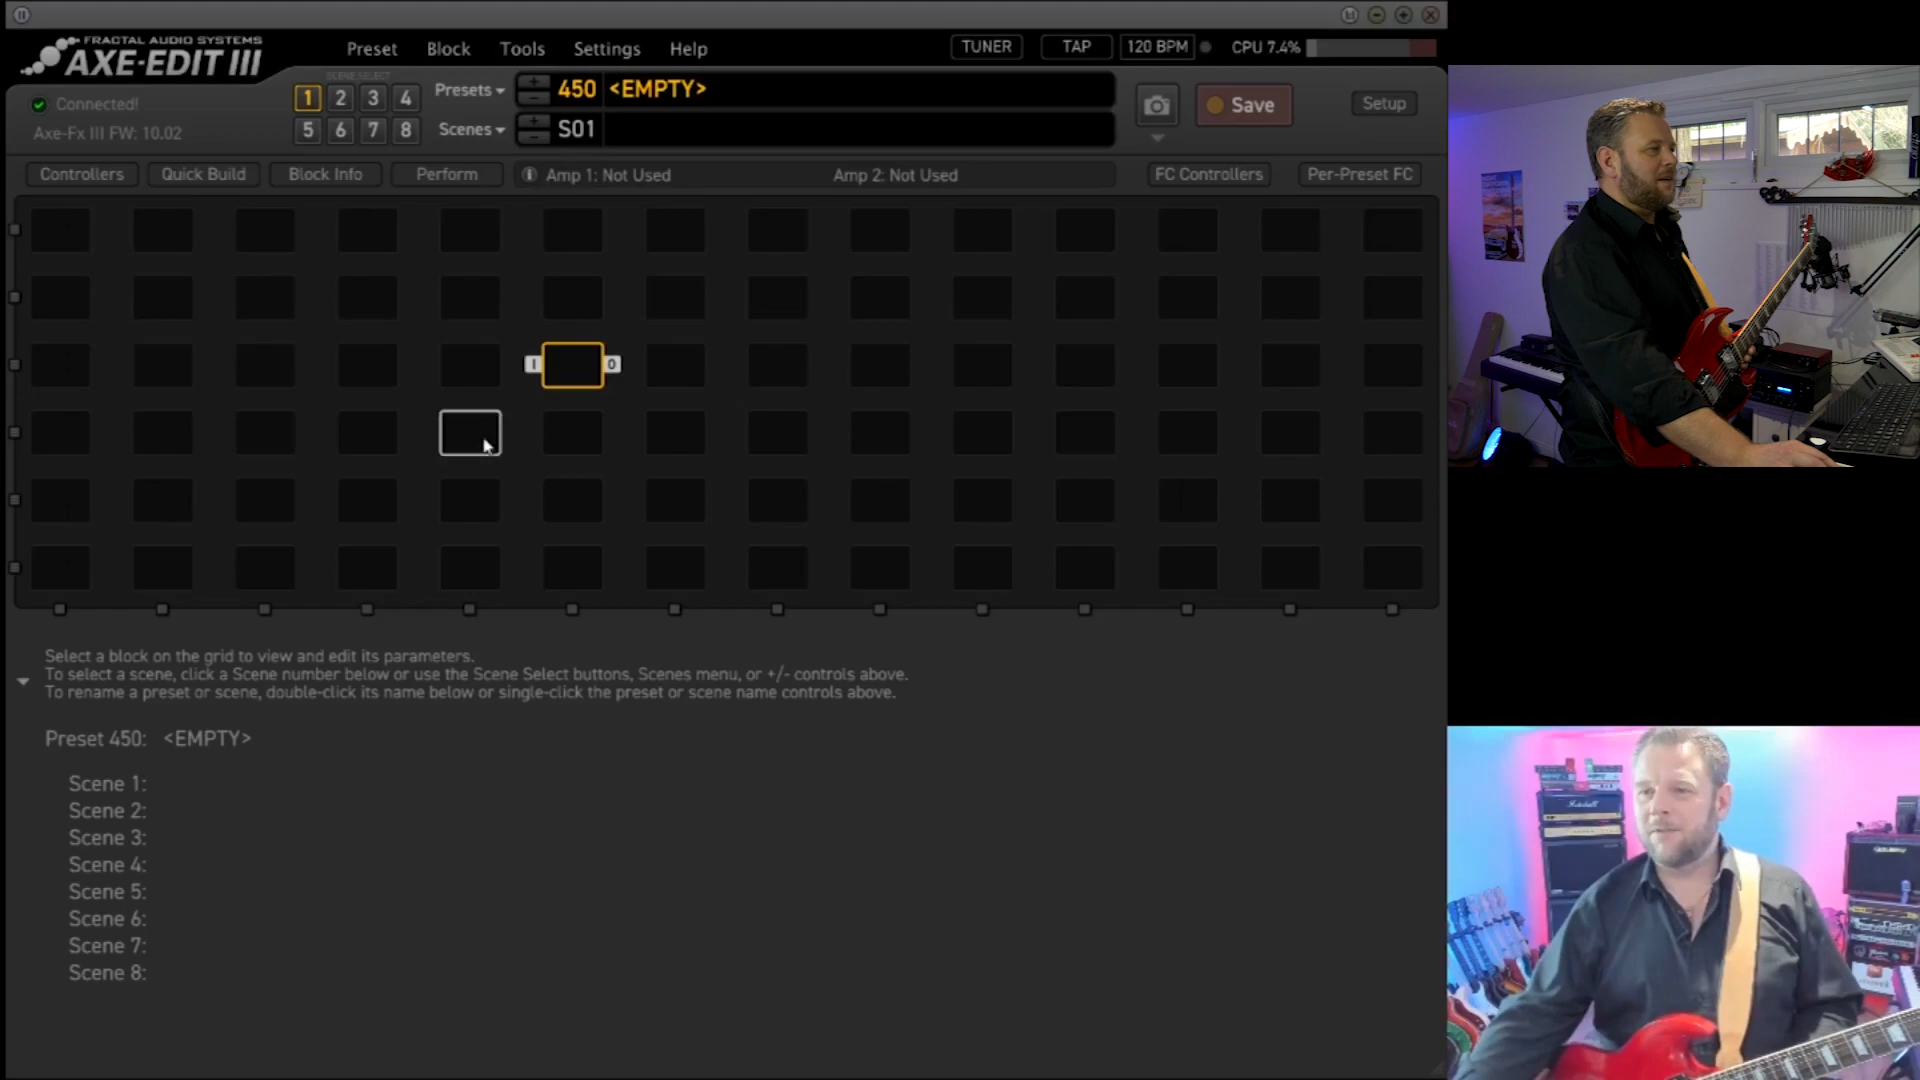 FRACTAL AUDIO SYSTEMS
AXE-EDIT III
Preset Block Tools Settings Help
TUNER TAP 120 BPM CPU 7.4%
SCENE SELECT
Connected!
Axe-Fx III FW: 10.02
1 2 3 4
5 6 7 8
Presets 450 <EMPTY>
Scenes S01
Save
Setup
Controllers Quick Build Block Info Perform
Amp 1: Not Used Amp 2: Not Used
FC Controllers Per-Preset FC
I O
Select a block on the grid to view and edit its parameters.
To select a scene, click a Scene number below or use the Scene Select buttons, Scenes menu, or +/- controls above.
To rename a preset or scene, double-click its name below or single-click the preset or scene name controls above.
Preset 450: <EMPTY>
Scene 1:
Scene 2:
Scene 3:
Scene 4:
Scene 5:
Scene 6:
Scene 7:
Scene 8:
Marshall